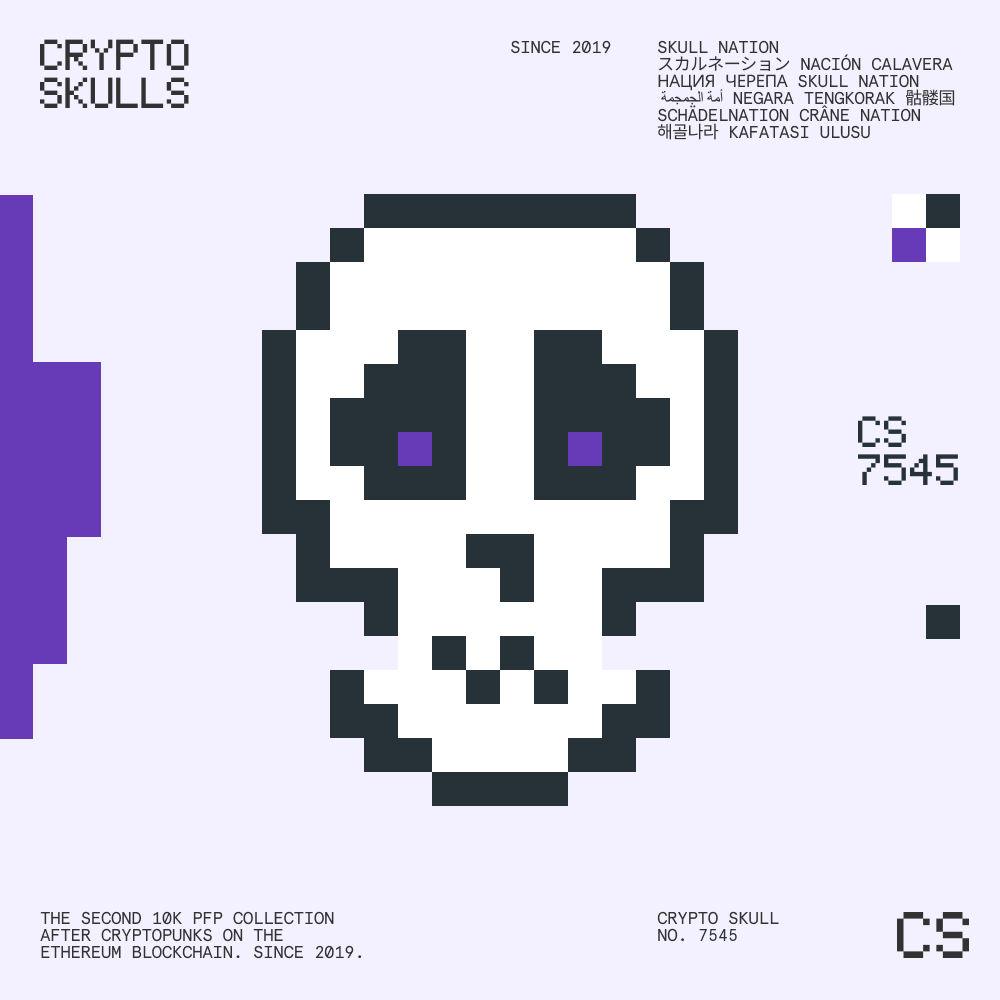 CRYPTO
SKULLS
SINCE 2019
SKULL NATION
スカルネーション NACIÓN CALAVERA
НАЦИЯ ЧЕРЕПА SKULL NATION
أمة الجمجمة NEGARA TENGKORAK 骷髅国
SCHÄDELNATION CRÂNE NATION
해골나라 KAFATASI ULUSU
CS
7545
THE SECOND 10K PFP COLLECTION
AFTER CRYPTOPUNKS ON THE
ETHEREUM BLOCKCHAIN. SINCE 2019.
CRYPTO SKULL
NO. 7545
CS